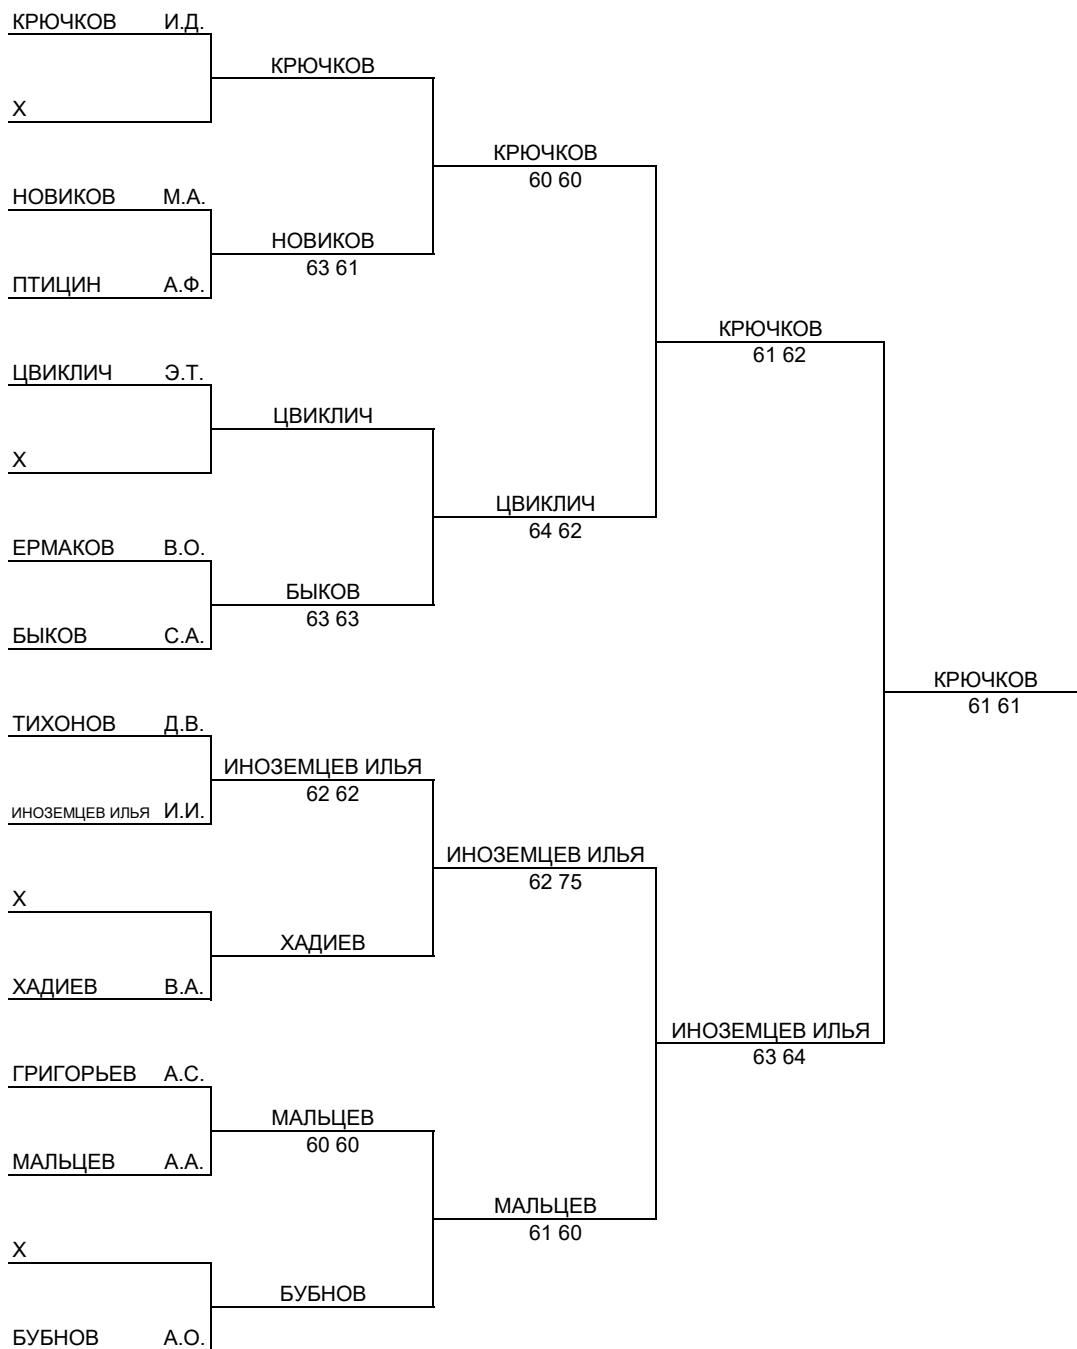 КРЮЧКОВ И.Д.
КРЮЧКОВ
Х
КРЮЧКОВ
60 60
НОВИКОВ М.А.
НОВИКОВ
63 61
ПТИЦИН А.Ф.
КРЮЧКОВ
61 62
ЦВИКЛИЧ Э.Т.
ЦВИКЛИЧ
Х
ЦВИКЛИЧ
64 62
ЕРМАКОВ В.О.
БЫКОВ
63 63
БЫКОВ С.А.
КРЮЧКОВ
61 61
ТИХОНОВ Д.В.
ИНОЗЕМЦЕВ ИЛЬЯ
62 62
ИНОЗЕМЦЕВ ИЛЬЯ И.И.
ИНОЗЕМЦЕВ ИЛЬЯ
62 75
Х
ХАДИЕВ
ХАДИЕВ В.А.
ИНОЗЕМЦЕВ ИЛЬЯ
63 64
ГРИГОРЬЕВ А.С.
МАЛЬЦЕВ
60 60
МАЛЬЦЕВ А.А.
МАЛЬЦЕВ
61 60
Х
БУБНОВ
БУБНОВ А.О.